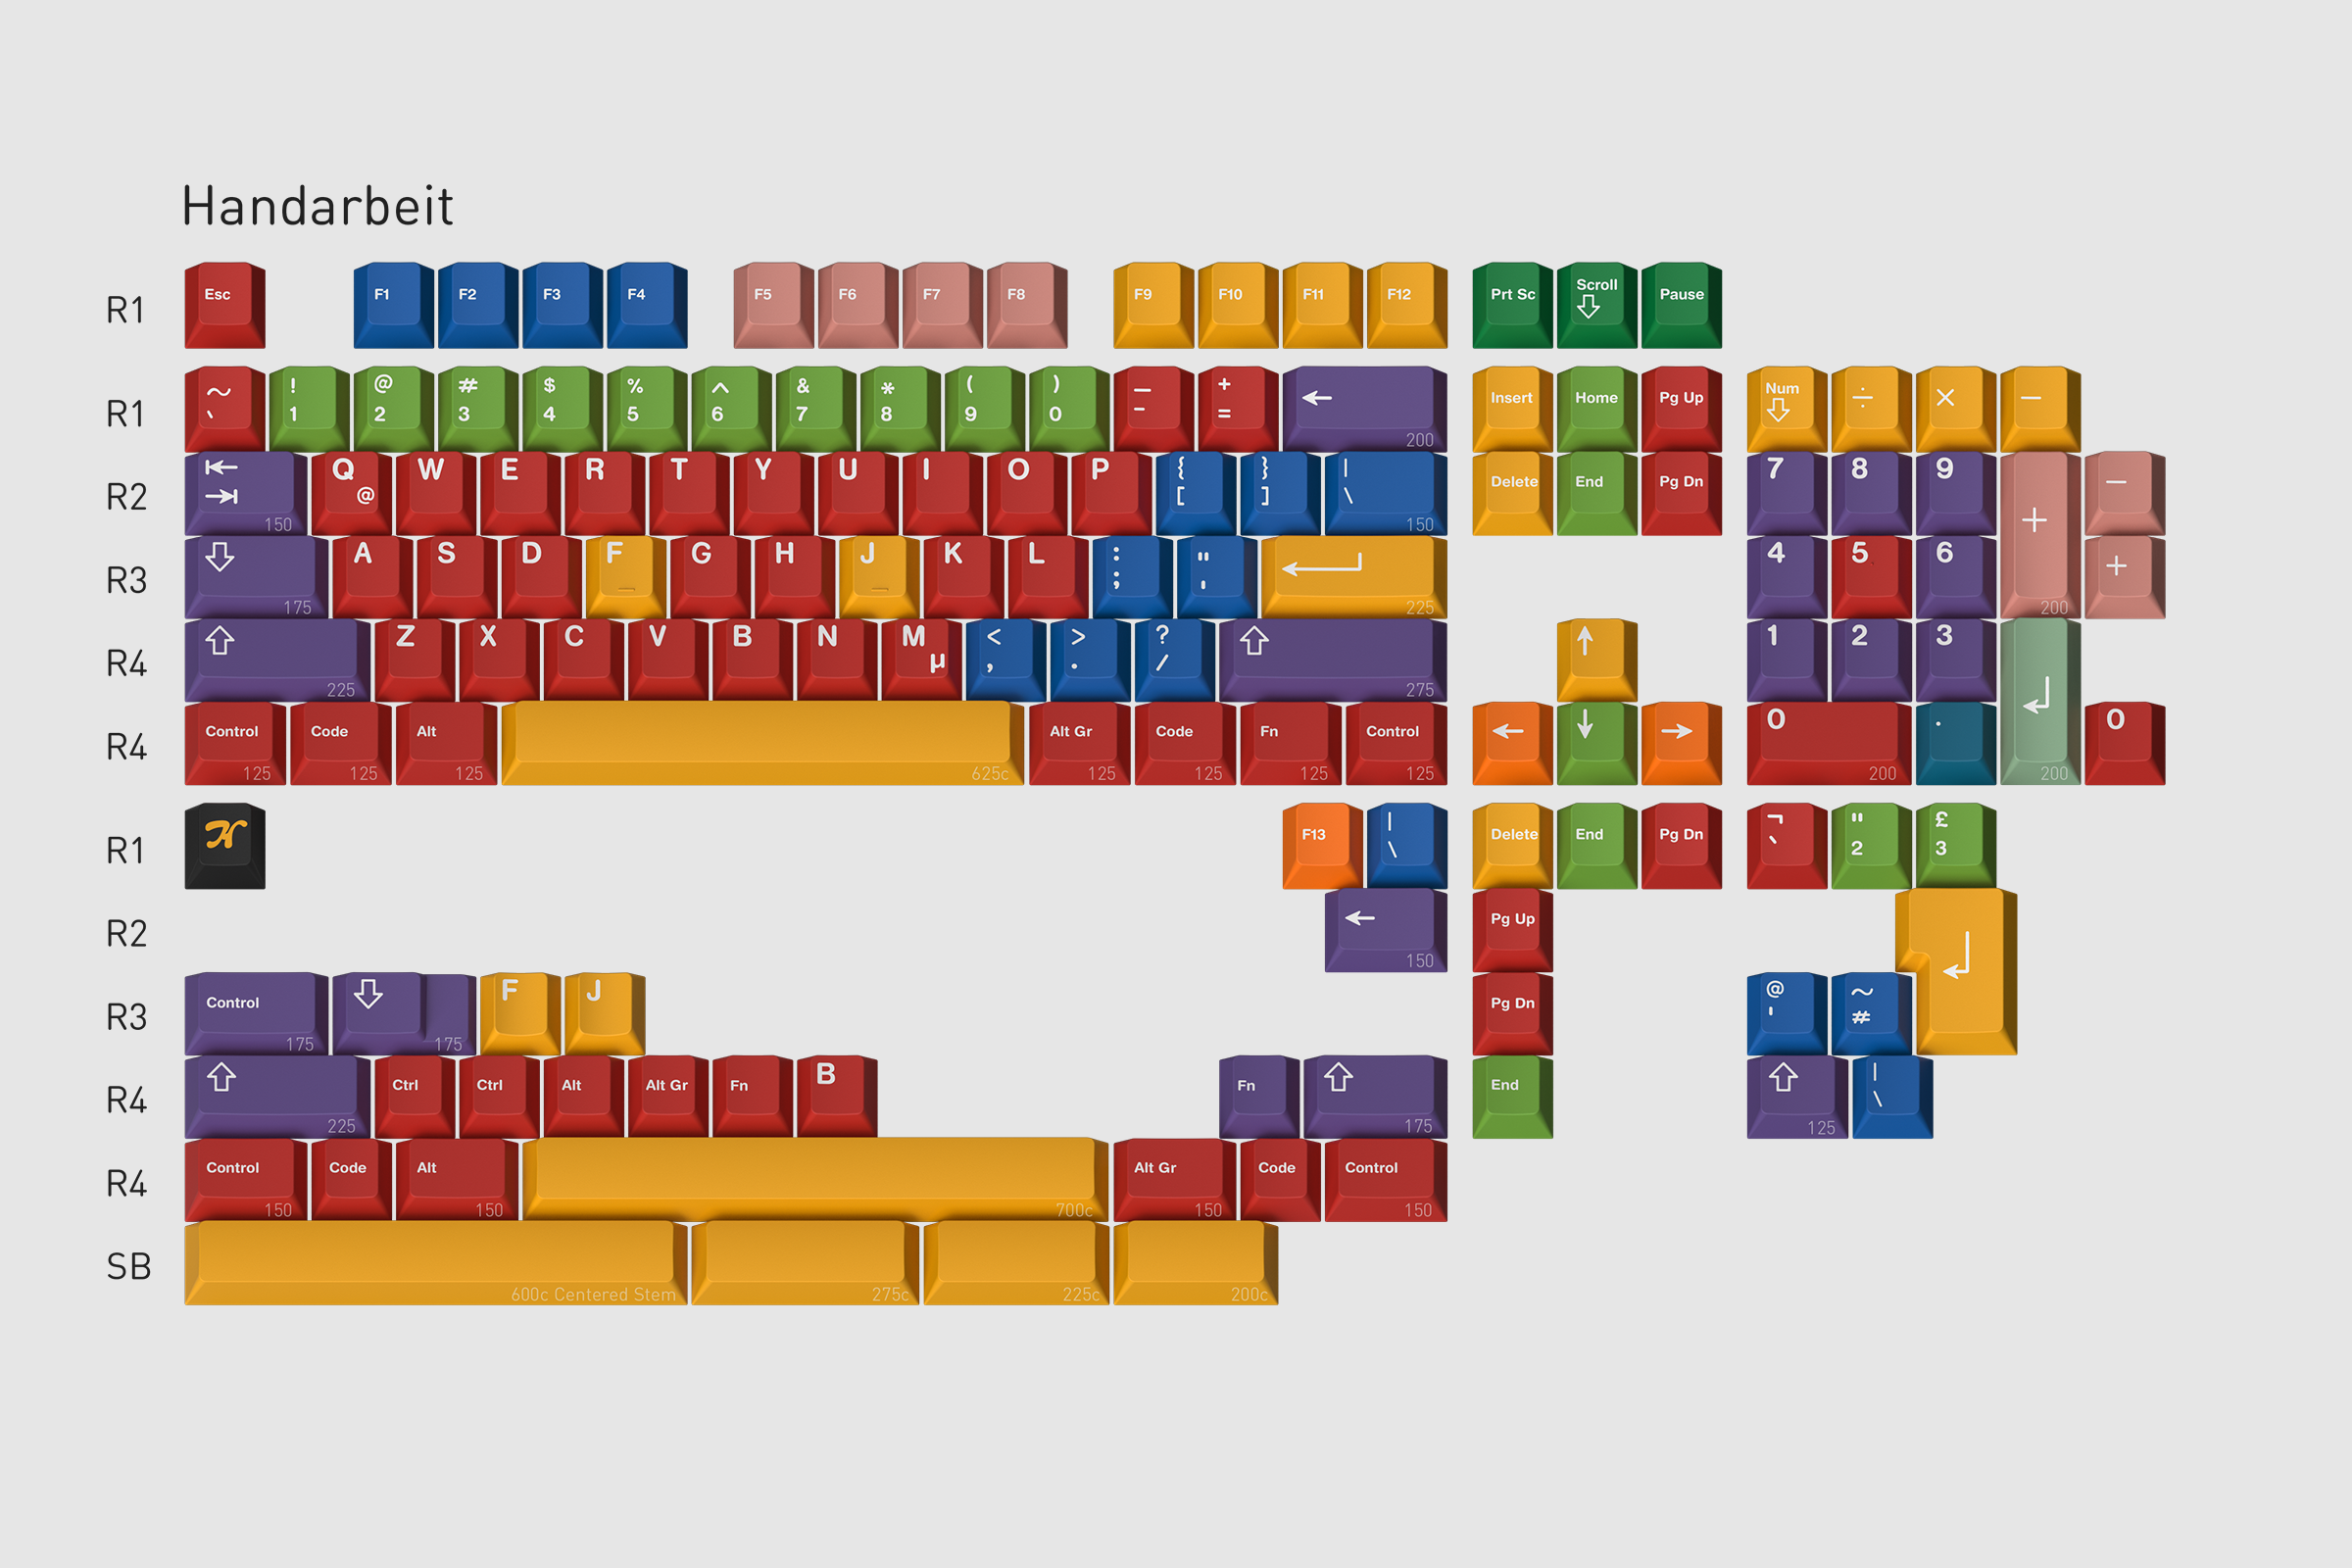 Handarbeit
R1 Esc F1 F2 F3 F4 F5 F6 F7 F8 F9 F10 F11 F12 Prt Sc Scroll ⇩ Pause
R1 ~ ` ! 1 @ 2 # 3 $ 4 % 5 ^ 6 & 7 * 8 ( 9 ) 0 _ - + = ← 200 Insert Home Pg Up Num ⇩ ÷ × −
R2 ⇤ ⇥ 150 Q @ W E R T Y U I O P { [ } ] | \ 150 Delete End Pg Dn 7 8 9 + 200 −
R3 ⇩ 175 A S D F _ G H J _ K L : ; " ' ↵ 225 4 5 6 +
R4 ⇧ 225 Z X C V B N M µ < , > . ? / ⇧ 275 ↑ 1 2 3 ↵ 200
R4 Control 125 Code 125 Alt 125 625c Alt Gr 125 Code 125 Fn 125 Control 125 ← ↓ → 0 200 . 0
R1 H F13 | \ Delete End Pg Dn ¬ ` " 2 £ 3
R2 ← 150 Pg Up ↵
R3 Control 175 ⇩ 175 F J Pg Dn @ ' ~ #
R4 ⇧ 225 Ctrl Ctrl Alt Alt Gr Fn B Fn ⇧ 175 End ⇧ 125 | \
R4 Control 150 Code Alt 150 700c Alt Gr 150 Code Control 150
SB 600c Centered Stem 275c 225c 200c